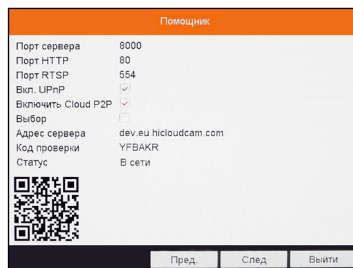 Помощник
Порт сервера 8000
Порт HTTP 80
Порт RTSP 554
Вкл. UPnP
Включить Cloud P2P
Выбор
Адрес сервера dev.eu.hicloudcam.com
Код проверки YFBAKR
Статус В сети
Пред. След Выйти